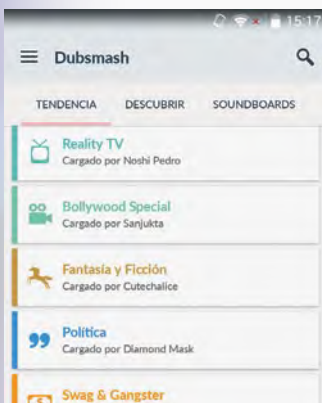 15:17
Dubsmash
TENDENCIA DESCUBRIR SOUNDBOARDS
Reality TV
Cargado por Noshi Pedro
Bollywood Special
Cargado por Sanjukta
Fantasía y Ficción
Cargado por Cutechalice
Política
Cargado por Diamond Mask
Swag & Gangster